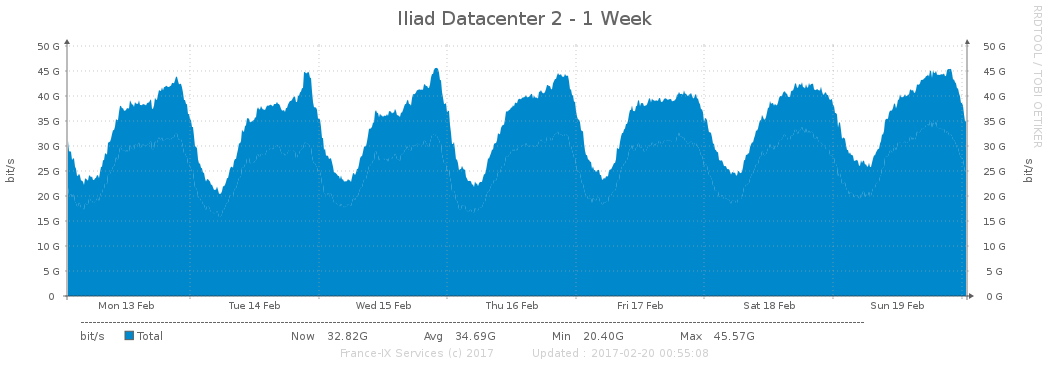 Iliad Datacenter 2 - 1 Week
RRDTOOL / TOBI OETIKER
50 G 50 G
45 G 45 G
40 G 40 G
35 G 35 G
30 G 30 G
25 G 25 G
20 G 20 G
15 G 15 G
10 G 10 G
5 G 5 G
0 0 G
bit/s bit/s
Mon 13 Feb Tue 14 Feb Wed 15 Feb Thu 16 Feb Fri 17 Feb Sat 18 Feb Sun 19 Feb
bit/s Total Now 32.82G Avg 34.69G Min 20.40G Max 45.57G
France-IX Services (c) 2017 Updated : 2017-02-20 00:55:08